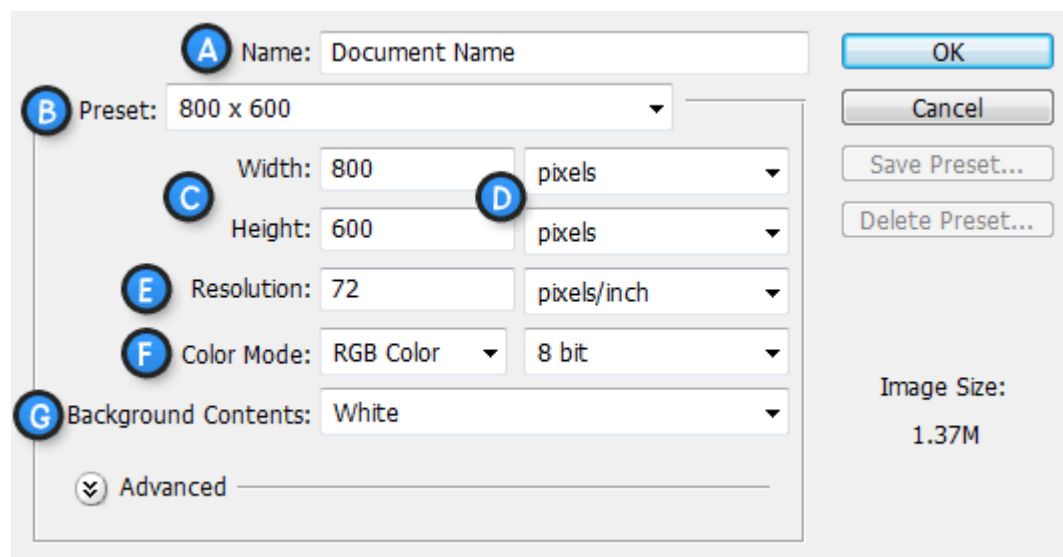 A Name: Document Name OK
B Preset: 800 x 600 Cancel
C Width: 800 D pixels Save Preset...
Height: 600 pixels Delete Preset...
E Resolution: 72 pixels/inch
F Color Mode: RGB Color 8 bit
Image Size:
G Background Contents: White
1.37M
Advanced